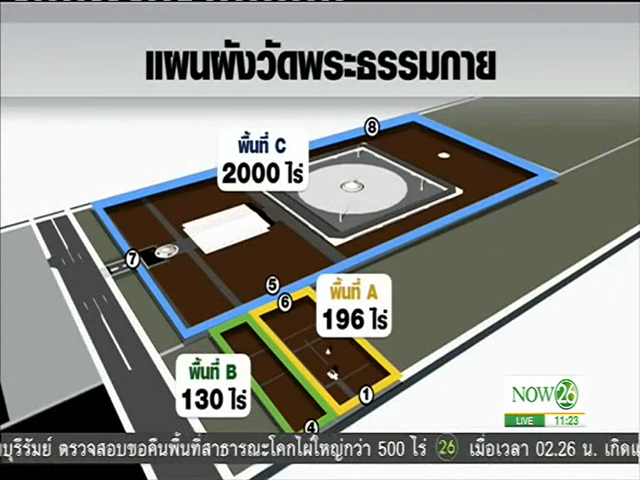 แผนผังวัดพระธรรมกาย
8
พื้นที่ C
2000 ไร่
7
5
6
พื้นที่ A
196 ไร่
พื้นที่ B
130 ไร่
1
4
NOW 26
LIVE 11:23
บุรีรัมย์ ตรวจสอบขอคืนพื้นที่สาธารณะโคกไผ่ใหญ่กว่า 500 ไร่ 26 เมื่อเวลา 02.26 น. เกิด